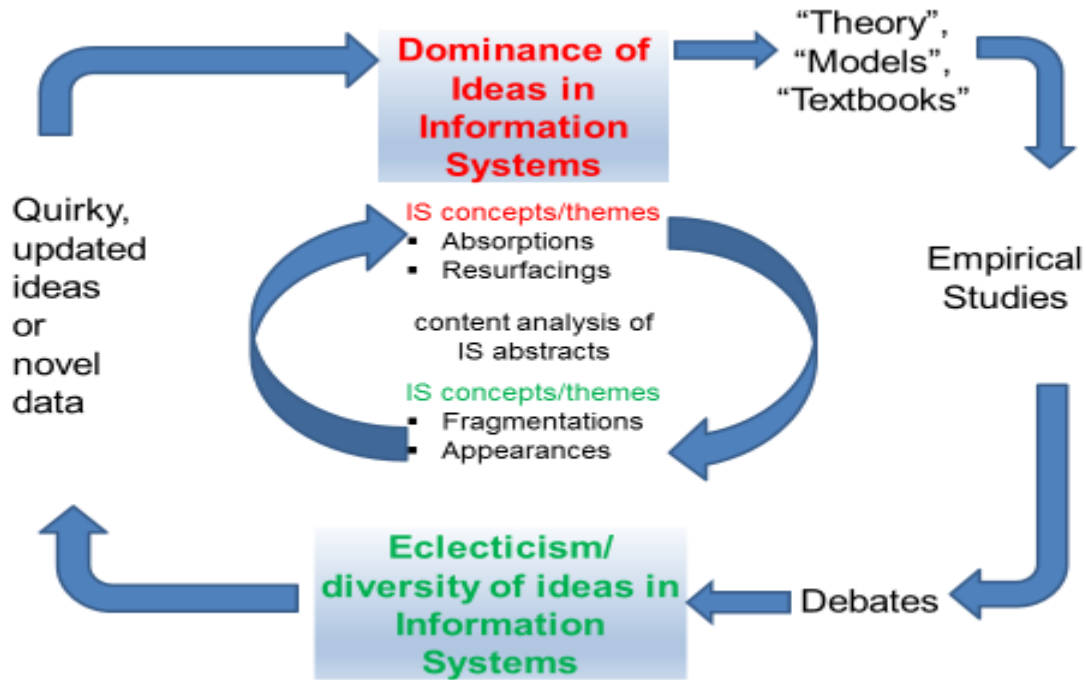 Dominance of
Ideas in
Information
Systems
“Theory”,
“Models”,
“Textbooks”
Quirky,
updated
ideas
or
novel
data
IS concepts/themes
▪ Absorptions
▪ Resurfacings
content analysis of
IS abstracts
IS concepts/themes
▪ Fragmentations
▪ Appearances
Empirical
Studies
Eclecticism/
diversity of ideas in
Information
Systems
Debates